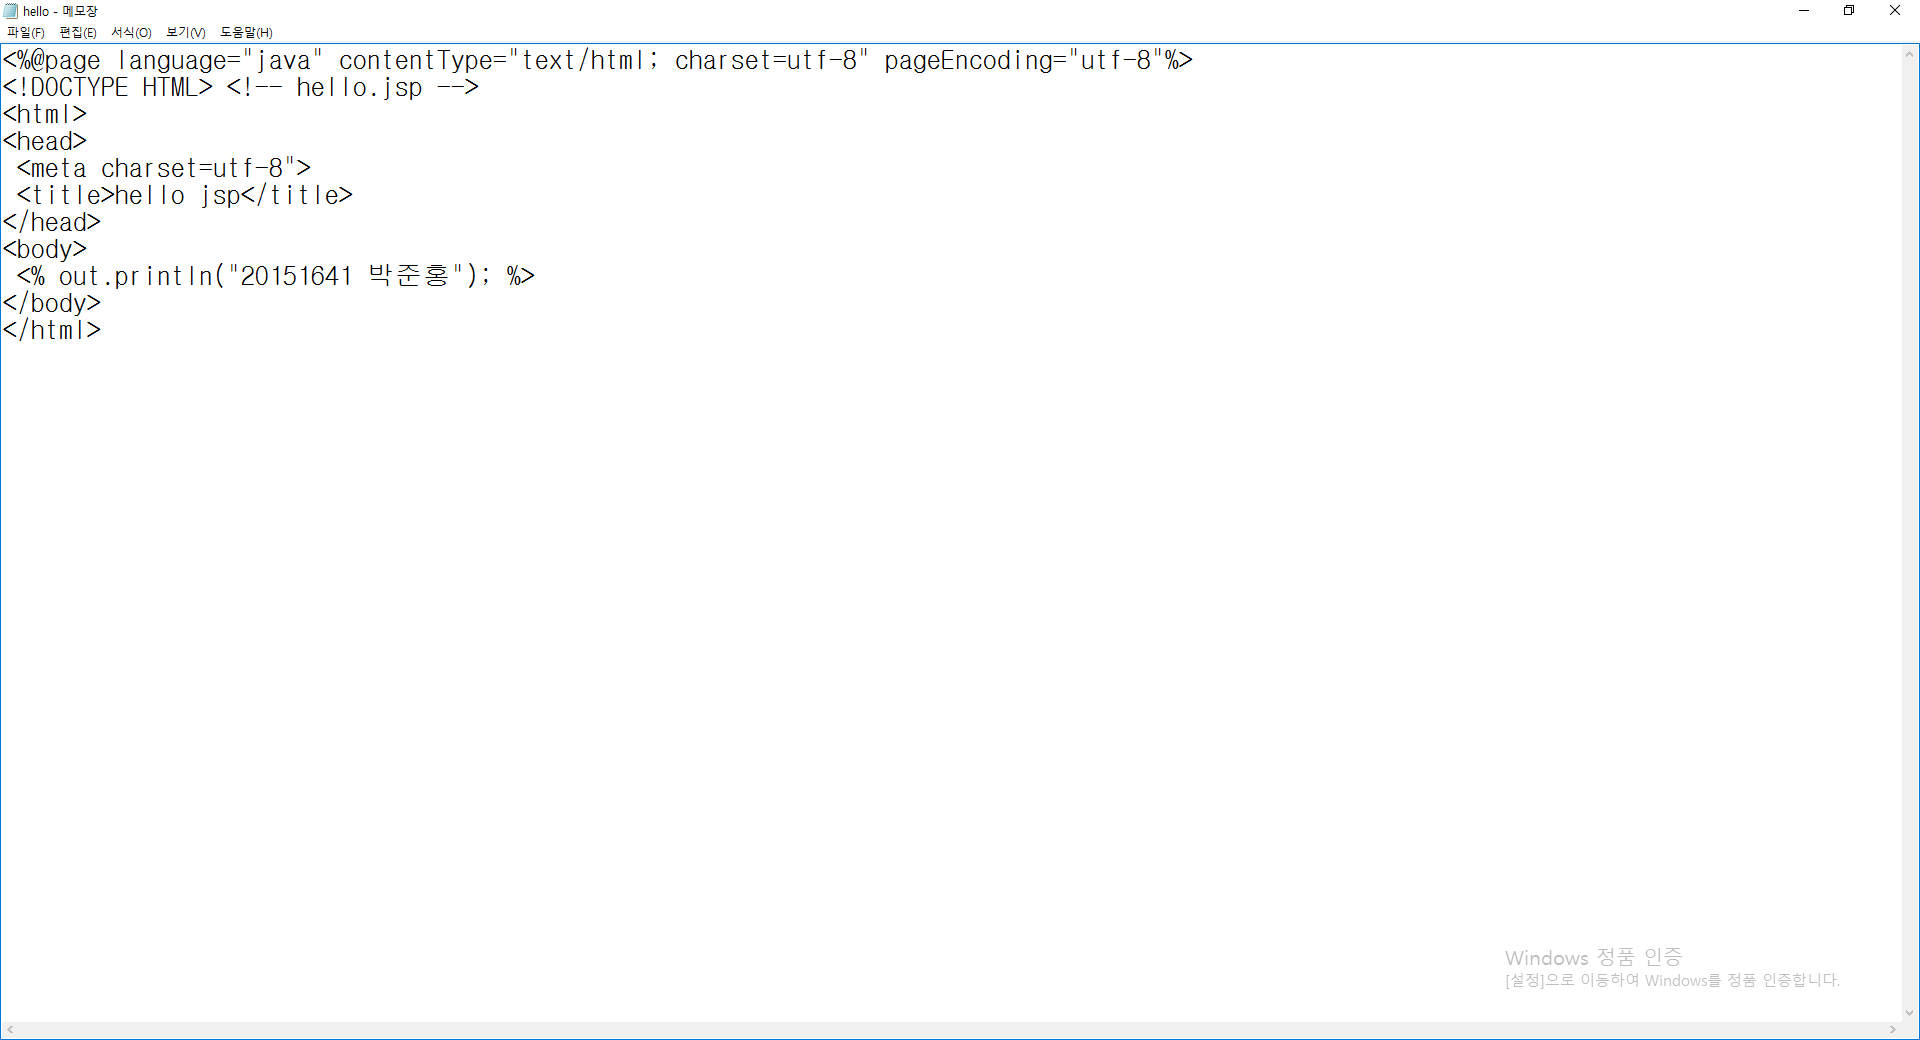 hello - 메모장
파일(F) 편집(E) 서식(O) 보기(V) 도움말(H)
<%@page language="java" contentType="text/html; charset=utf-8" pageEncoding="utf-8"%>
<!DOCTYPE HTML> <!-- hello.jsp -->
<html>
<head>
 <meta charset=utf-8">
 <title>hello jsp</title>
</head>
<body>
 <% out.println("20151641 박준홍"); %>
</body>
</html>
Windows 정품 인증
[설정]으로 이동하여 Windows를 정품 인증합니다.